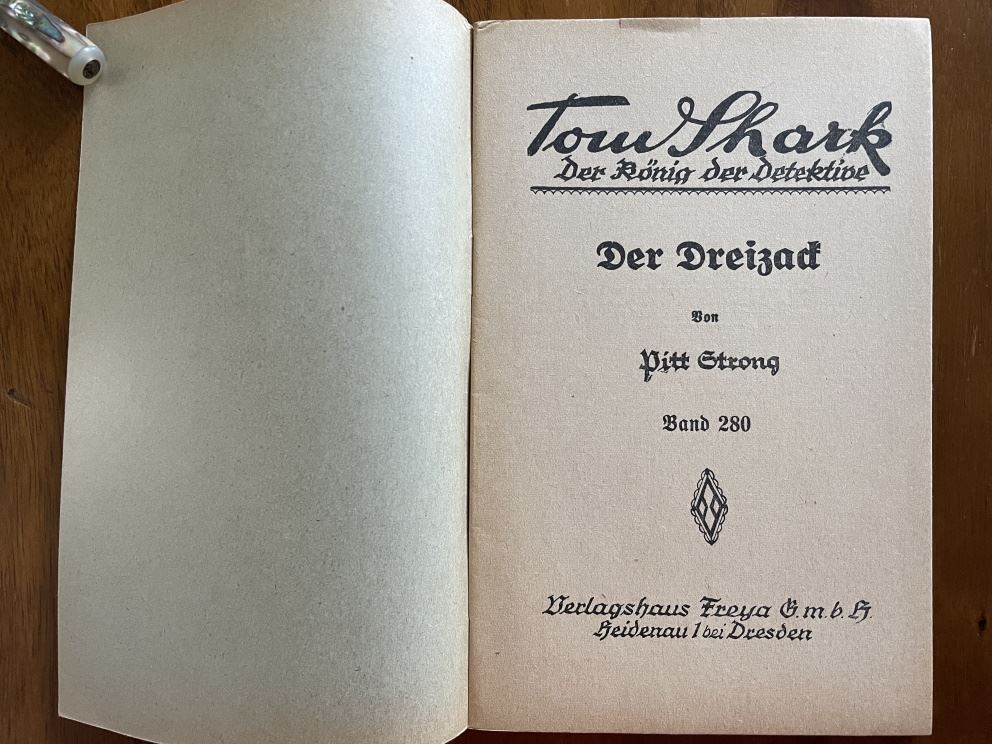 Tom Shark
Der König der Detektive
Der Dreizack
Von
Pitt Strong
Band 280
Verlagshaus Freya G.m.b.H.
Heidenau 1 bei Dresden